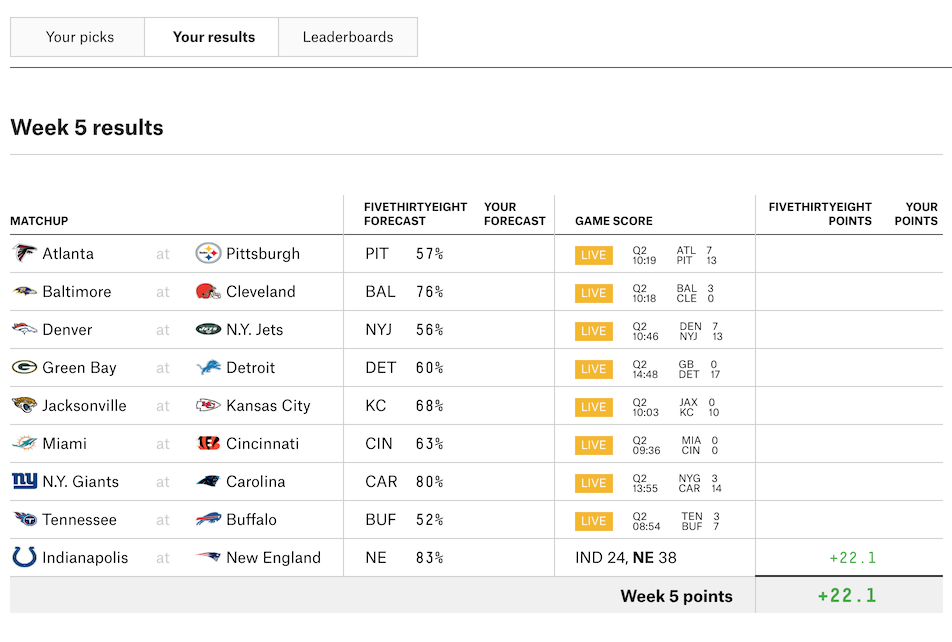 Your picks Your results Leaderboards
Week 5 results
MATCHUP FIVETHIRTYEIGHT FORECAST YOUR FORECAST GAME SCORE FIVETHIRTYEIGHT POINTS YOUR POINTS
Atlanta at Pittsburgh PIT 57% LIVE Q2 10:19 ATL 7 PIT 13
Baltimore at Cleveland BAL 76% LIVE Q2 10:18 BAL 3 CLE 0
Denver at N.Y. Jets NYJ 56% LIVE Q2 10:46 DEN 7 NYJ 13
Green Bay at Detroit DET 60% LIVE Q2 14:48 GB 0 DET 17
Jacksonville at Kansas City KC 68% LIVE Q2 10:03 JAX 0 KC 10
Miami at Cincinnati CIN 63% LIVE Q2 09:36 MIA 0 CIN 0
ny N.Y. Giants at Carolina CAR 80% LIVE Q2 13:55 NYG 3 CAR 14
Tennessee at Buffalo BUF 52% LIVE Q2 08:54 TEN 3 BUF 7
Indianapolis at New England NE 83% IND 24, NE 38 +22.1
Week 5 points +22.1